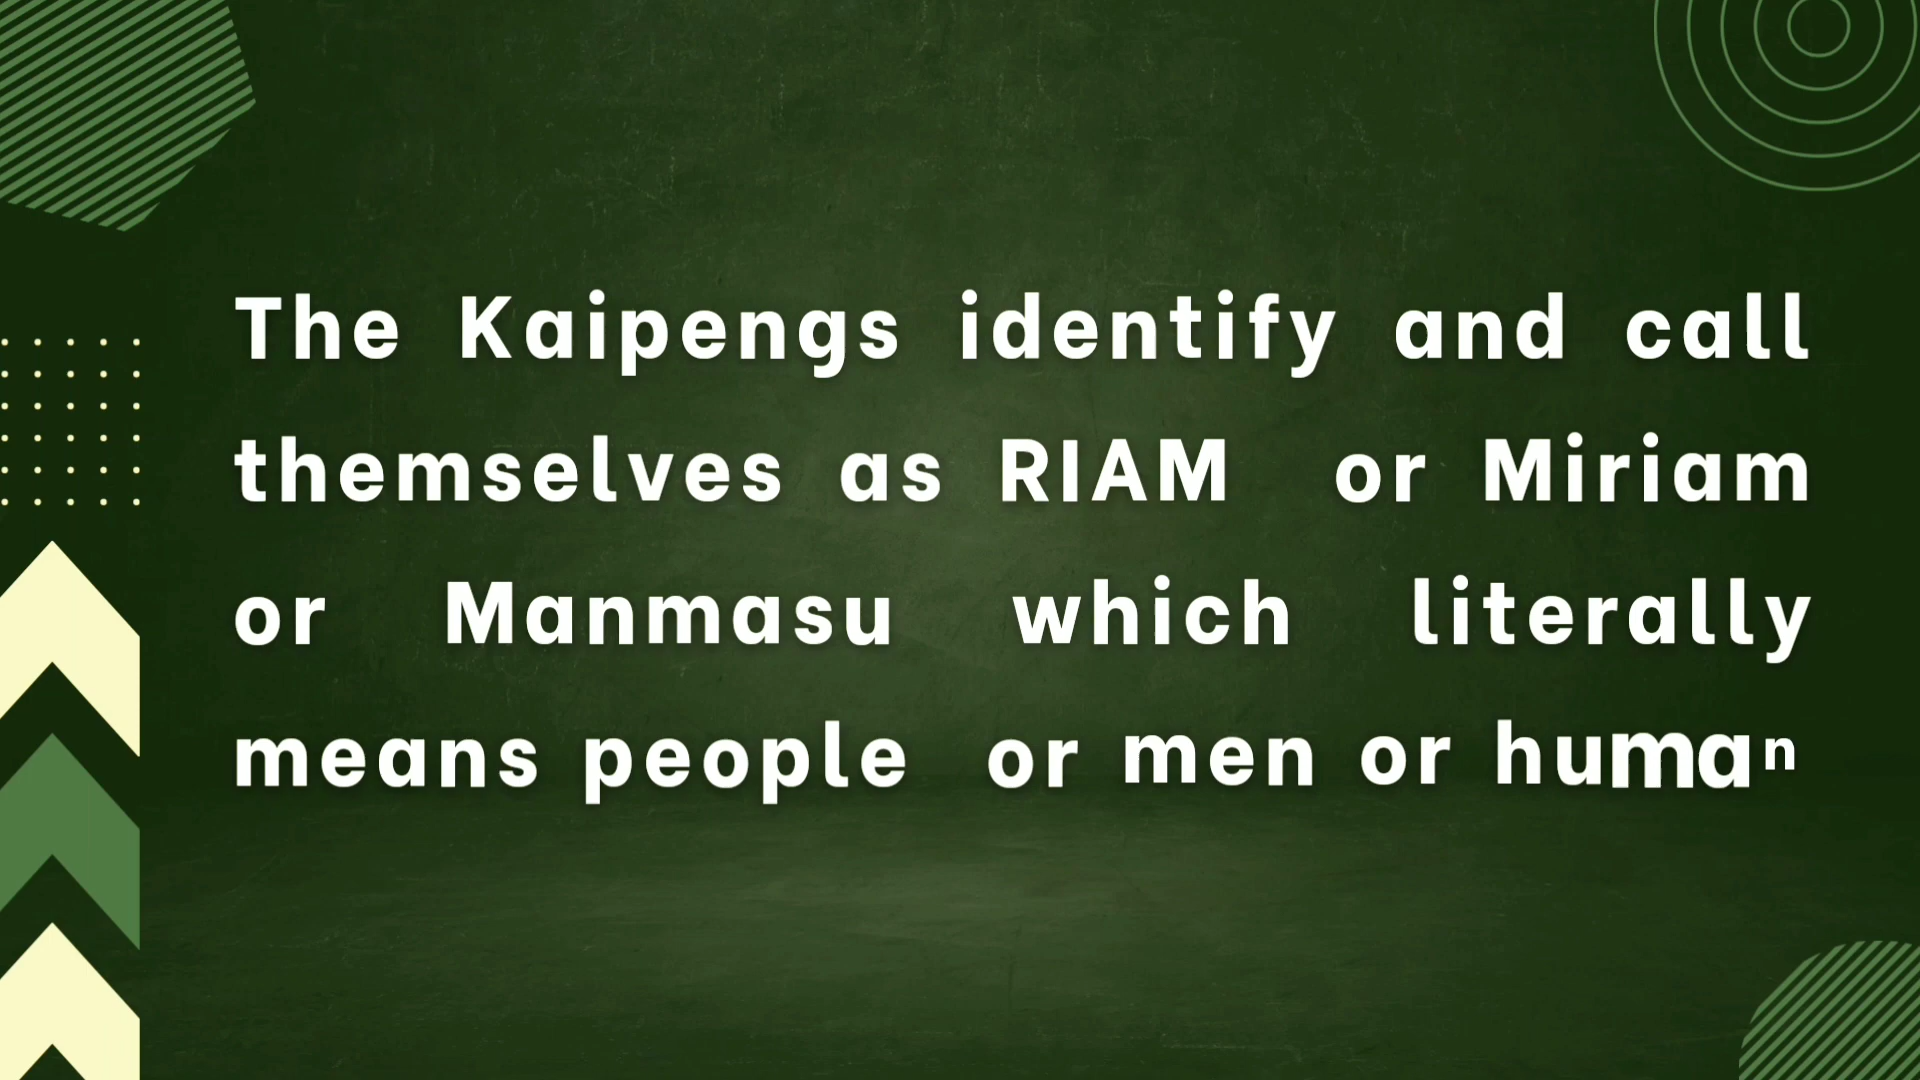 The Kaipengs identify and call
themselves as RIAM or Miriam
or Manmasu which literally
means people or men or human